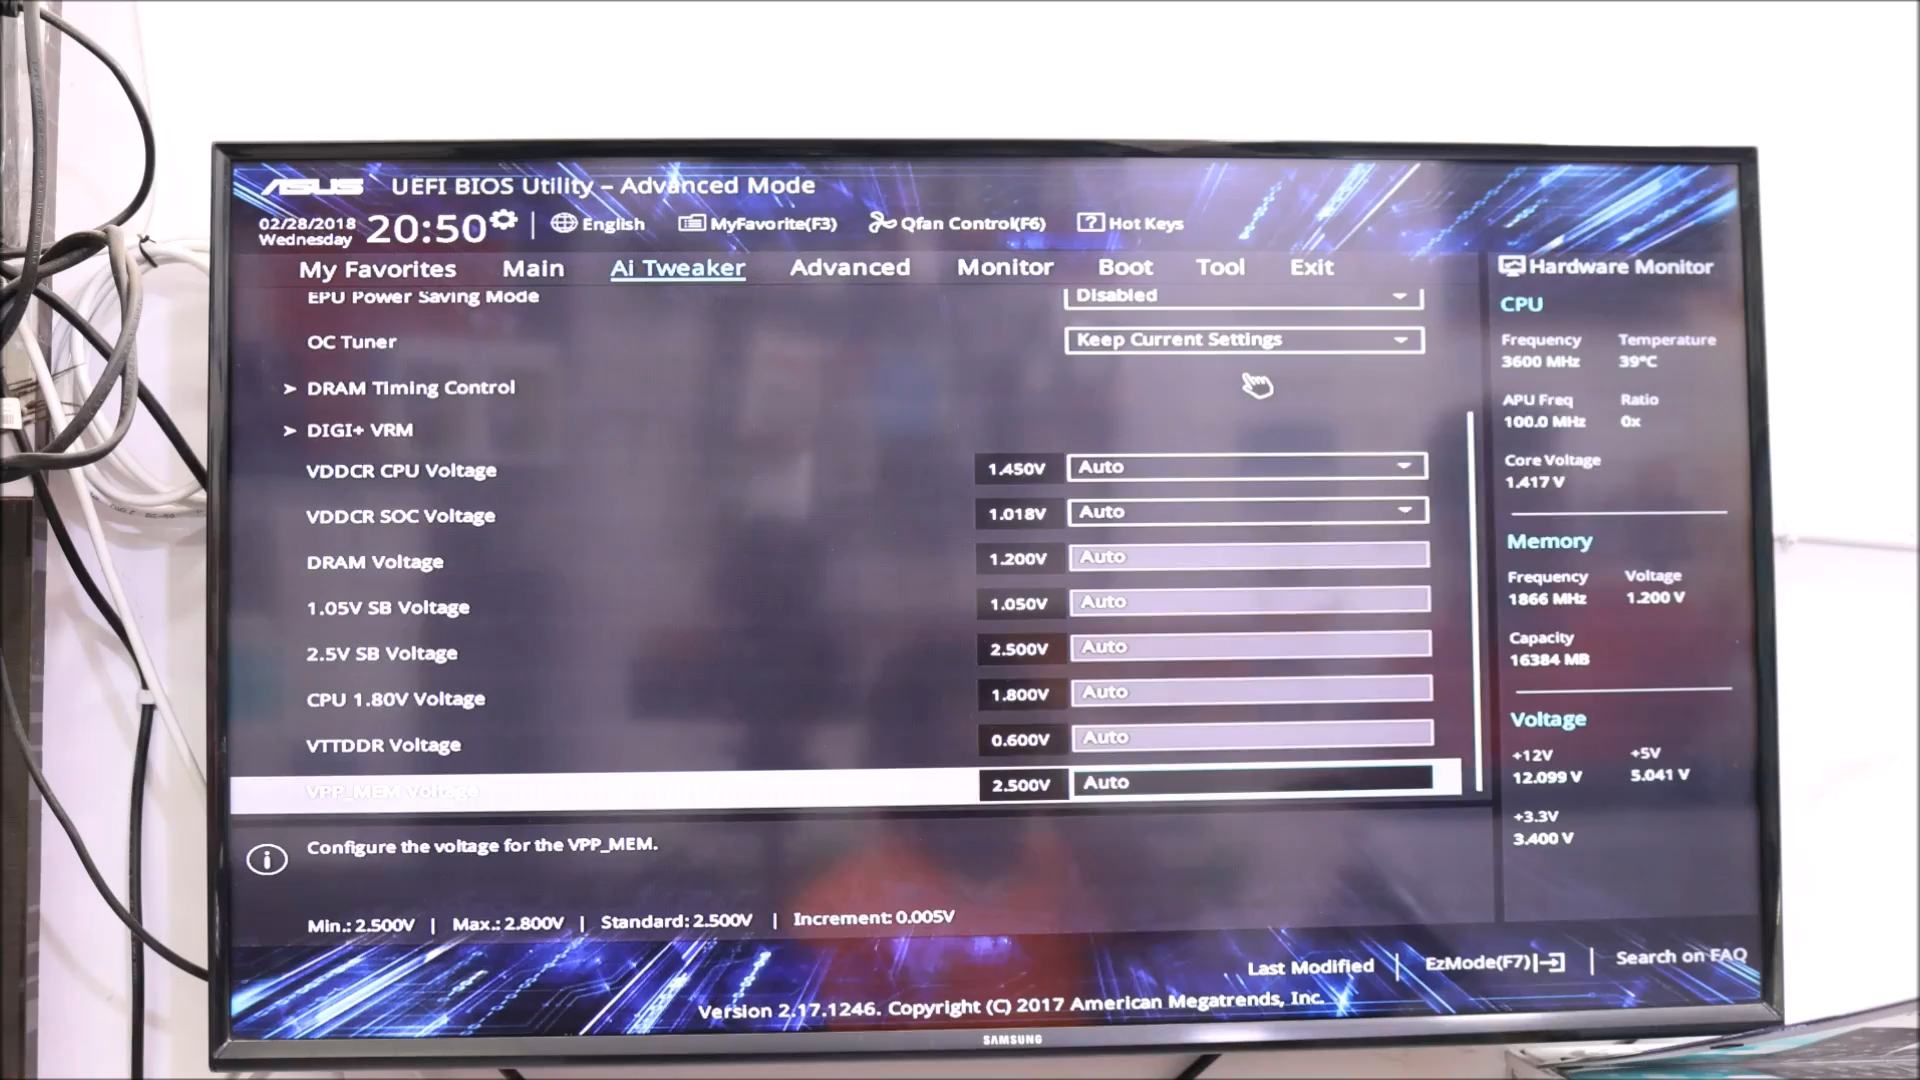 ASUS UEFI BIOS Utility – Advanced Mode
02/28/2018 Wednesday 20:50 English MyFavorite(F3) Qfan Control(F6) ? Hot Keys
My Favorites Main Ai Tweaker Advanced Monitor Boot Tool Exit
EPU Power Saving Mode Disabled
OC Tuner Keep Current Settings
> DRAM Timing Control
> DIGI+ VRM
VDDCR CPU Voltage 1.450V Auto
VDDCR SOC Voltage 1.018V Auto
DRAM Voltage 1.200V Auto
1.05V SB Voltage 1.050V Auto
2.5V SB Voltage 2.500V Auto
CPU 1.80V Voltage 1.800V Auto
VTTDDR Voltage 0.600V Auto
VPP_MEM Voltage 2.500V Auto
i Configure the voltage for the VPP_MEM.
Min.: 2.500V | Max.: 2.800V | Standard: 2.500V | Increment: 0.005V
Hardware Monitor
CPU
Frequency Temperature
3600 MHz 39°C
APU Freq Ratio
100.0 MHz 0x
Core Voltage
1.417 V
Memory
Frequency Voltage
1866 MHz 1.200 V
Capacity
16384 MB
Voltage
+12V +5V
12.099 V 5.041 V
+3.3V
3.400 V
Last Modified | EzMode(F7) | Search on FAQ
Version 2.17.1246. Copyright (C) 2017 American Megatrends, Inc.
SAMSUNG